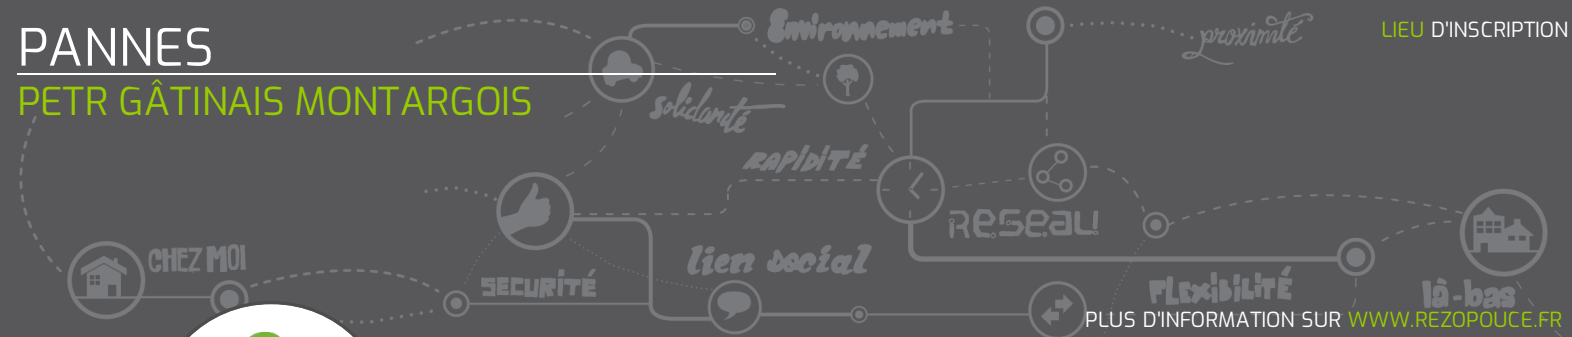 PANNES
LIEU D'INSCRIPTION
PETR GÂTINAIS MONTARGOIS
Environnement
proximité
solidarité
RAPIDITÉ
RESEAU
CHEZ MOI
lien social
SECURITÉ
FLEXIBILITÉ
là-bas
PLUS D'INFORMATION SUR WWW.REZOPOUCE.FR